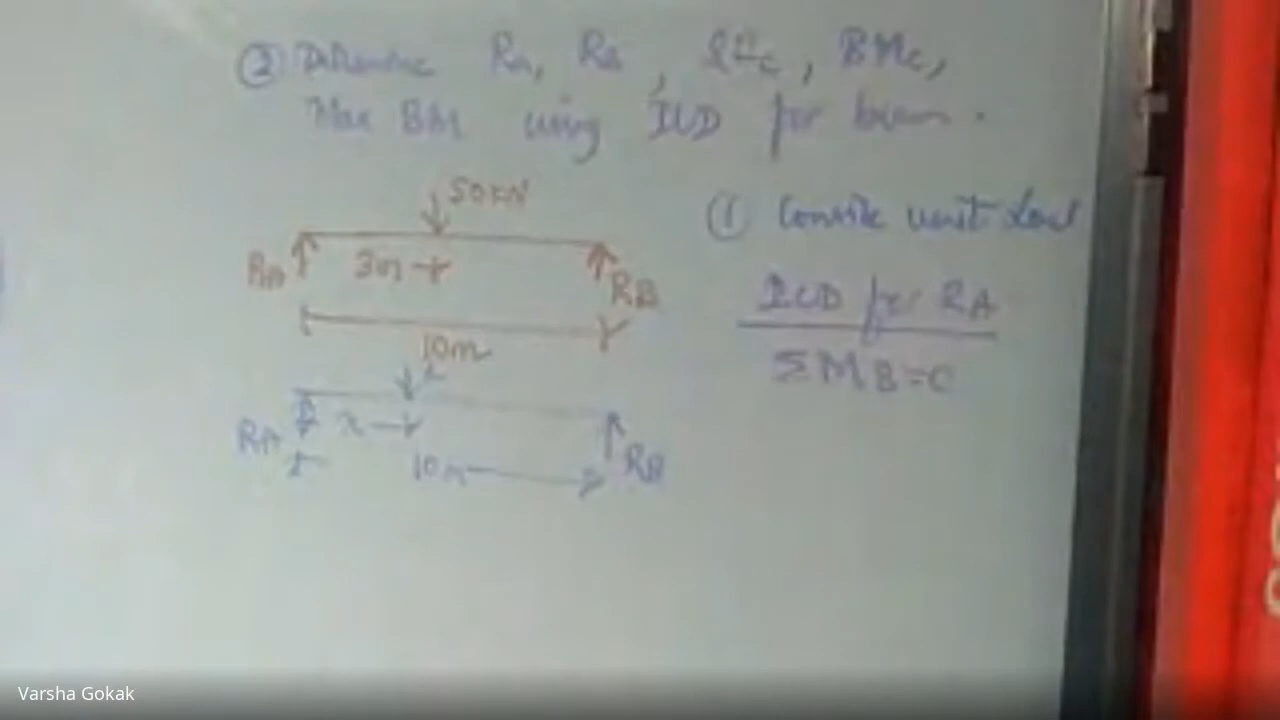 ② Determine RA, RB, SFc, BMc,
Max BM using ILD for beam.
50KN
RA 3m RB
10m
① Conside unit Load
ILD for RA
ΣMB=0
RA x RB
10m
Varsha Gokak